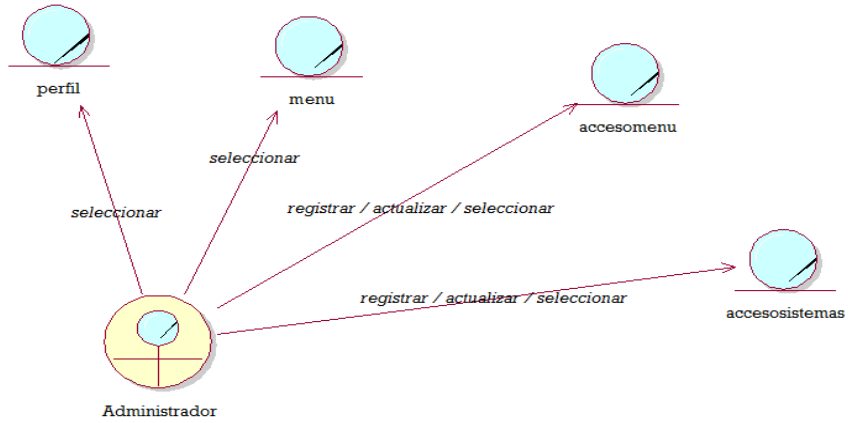 perfil
menu
accesomenu
seleccionar
seleccionar
registrar / actualizar / seleccionar
registrar / actualizar / seleccionar
accesosistemas
Administrador